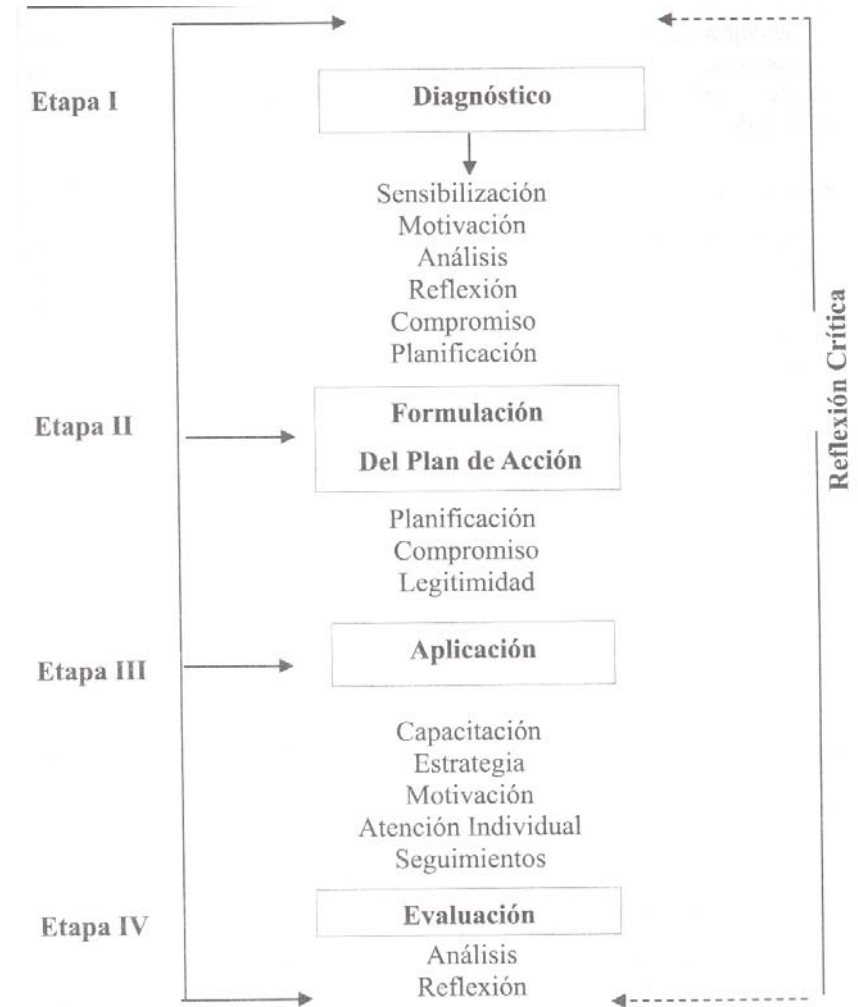 Etapa I
Diagnóstico
Sensibilización
Motivación
Análisis
Reflexión
Compromiso
Planificación
Etapa II
Formulación
Del Plan de Acción
Planificación
Compromiso
Legitimidad
Etapa III
Aplicación
Capacitación
Estrategia
Motivación
Atención Individual
Seguimientos
Etapa IV
Evaluación
Análisis
Reflexión
Reflexión Crítica